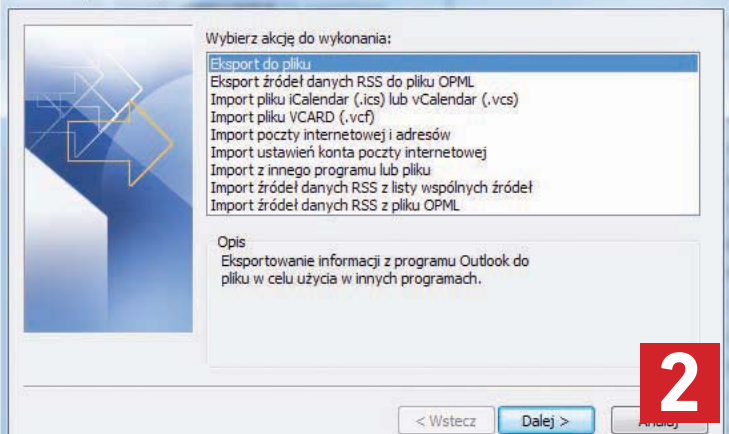 Wybierz akcję do wykonania:
Eksport do pliku
Eksport źródeł danych RSS do pliku OPML
Import pliku iCalendar (.ics) lub vCalendar (.vcs)
Import pliku VCARD (.vcf)
Import poczty internetowej i adresów
Import ustawień konta poczty internetowej
Import z innego programu lub pliku
Import źródeł danych RSS z listy wspólnych źródeł
Import źródeł danych RSS z pliku OPML
Opis
Eksportowanie informacji z programu Outlook do
pliku w celu użycia w innych programach.
2
< Wstecz Dalej >